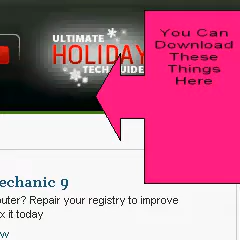 ULTIMATE
HOLIDAY
TECH GUIDE
You Can
Download
These
Things
Here
echanic 9
puter? Repair your registry to improve
x it today
w